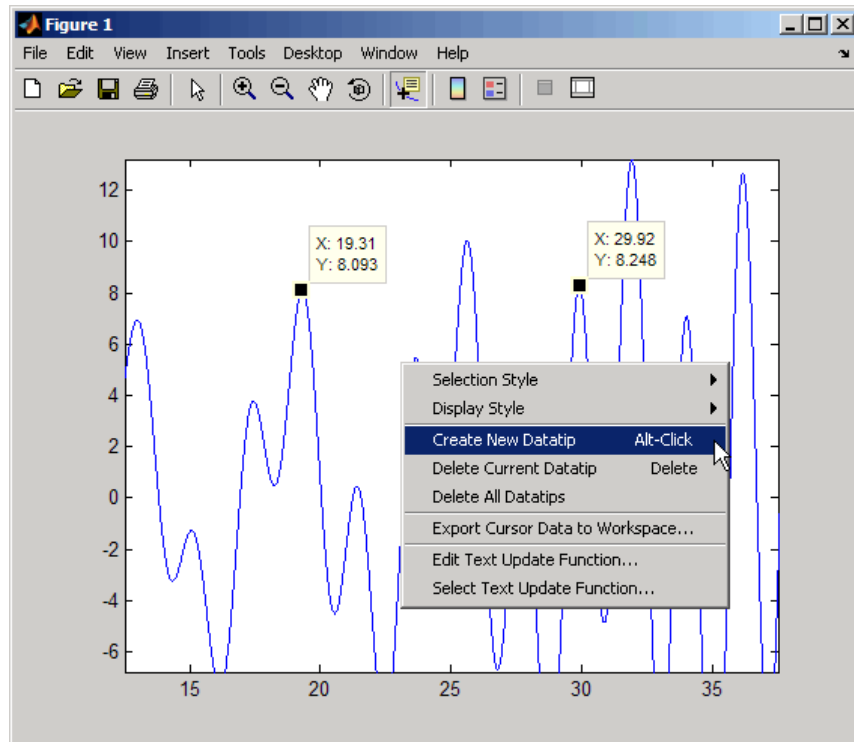 Figure 1
File Edit View Insert Tools Desktop Window Help
12
10
8
6
4
2
0
-2
-4
-6
X: 19.31
Y: 8.093
X: 29.92
Y: 8.248
Selection Style
Display Style
Create New Datatip Alt-Click
Delete Current Datatip Delete
Delete All Datatips
Export Cursor Data to Workspace...
Edit Text Update Function...
Select Text Update Function...
15 20 25 30 35